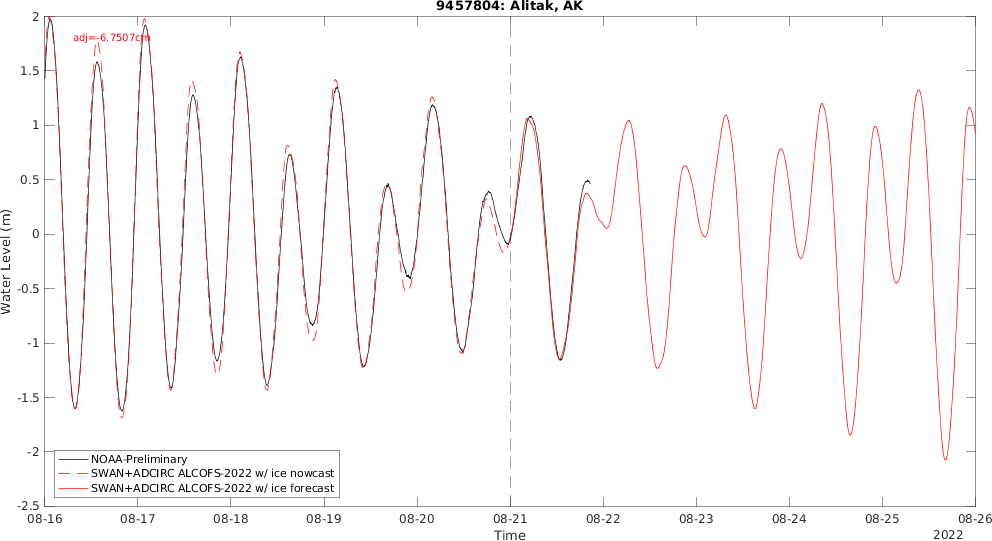 9457804: Alitak, AK
adj=-6.7507cm
Water Level (m)
2
1.5
1
0.5
0
-0.5
-1
-1.5
-2
-2.5
NOAA-Preliminary
SWAN+ADCIRC ALCOFS-2022 w/ ice nowcast
SWAN+ADCIRC ALCOFS-2022 w/ ice forecast
08-16 08-17 08-18 08-19 08-20 08-21 08-22 08-23 08-24 08-25 08-26
Time
2022